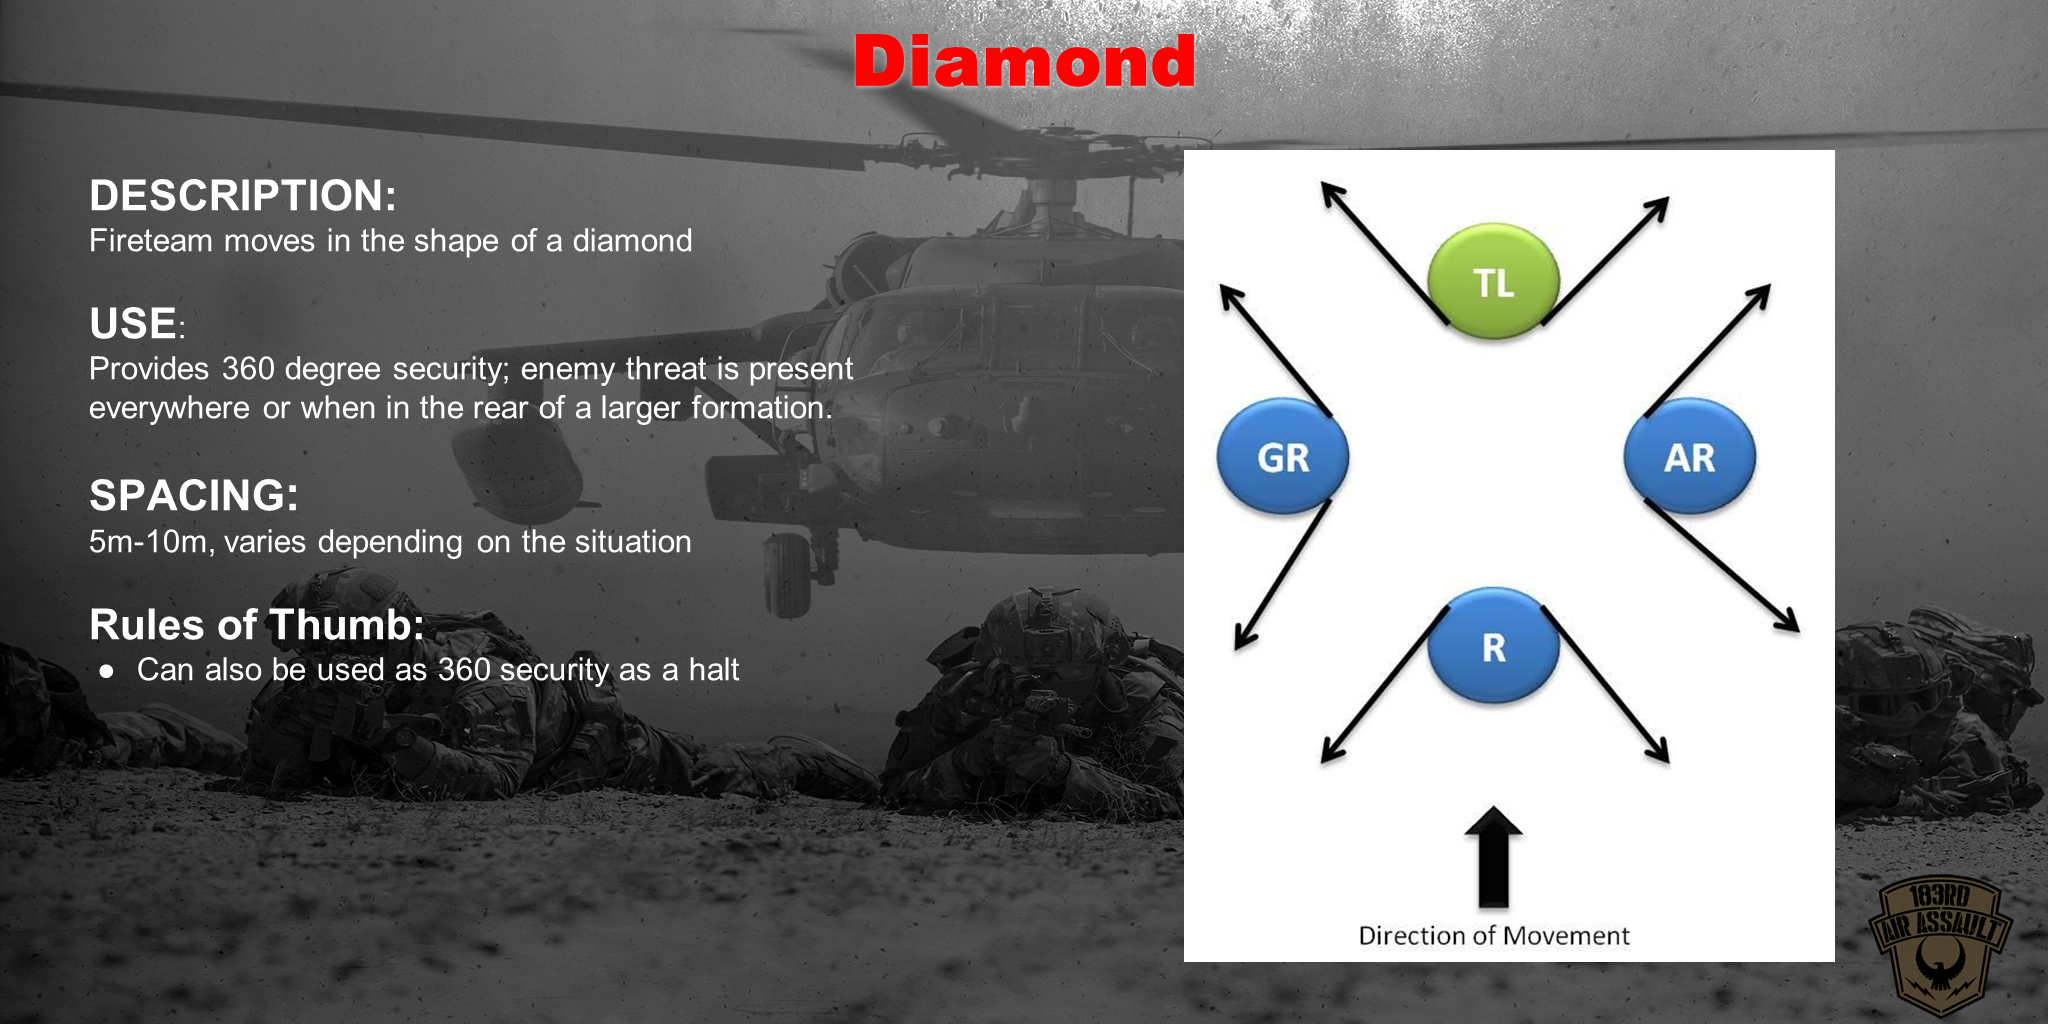 Diamond
DESCRIPTION:
Fireteam moves in the shape of a diamond
USE:
Provides 360 degree security; enemy threat is present
everywhere or when in the rear of a larger formation.
SPACING:
5m-10m, varies depending on the situation
Rules of Thumb:
● Can also be used as 360 security as a halt
TL
GR
AR
R
Direction of Movement
183RD
AIR ASSAULT